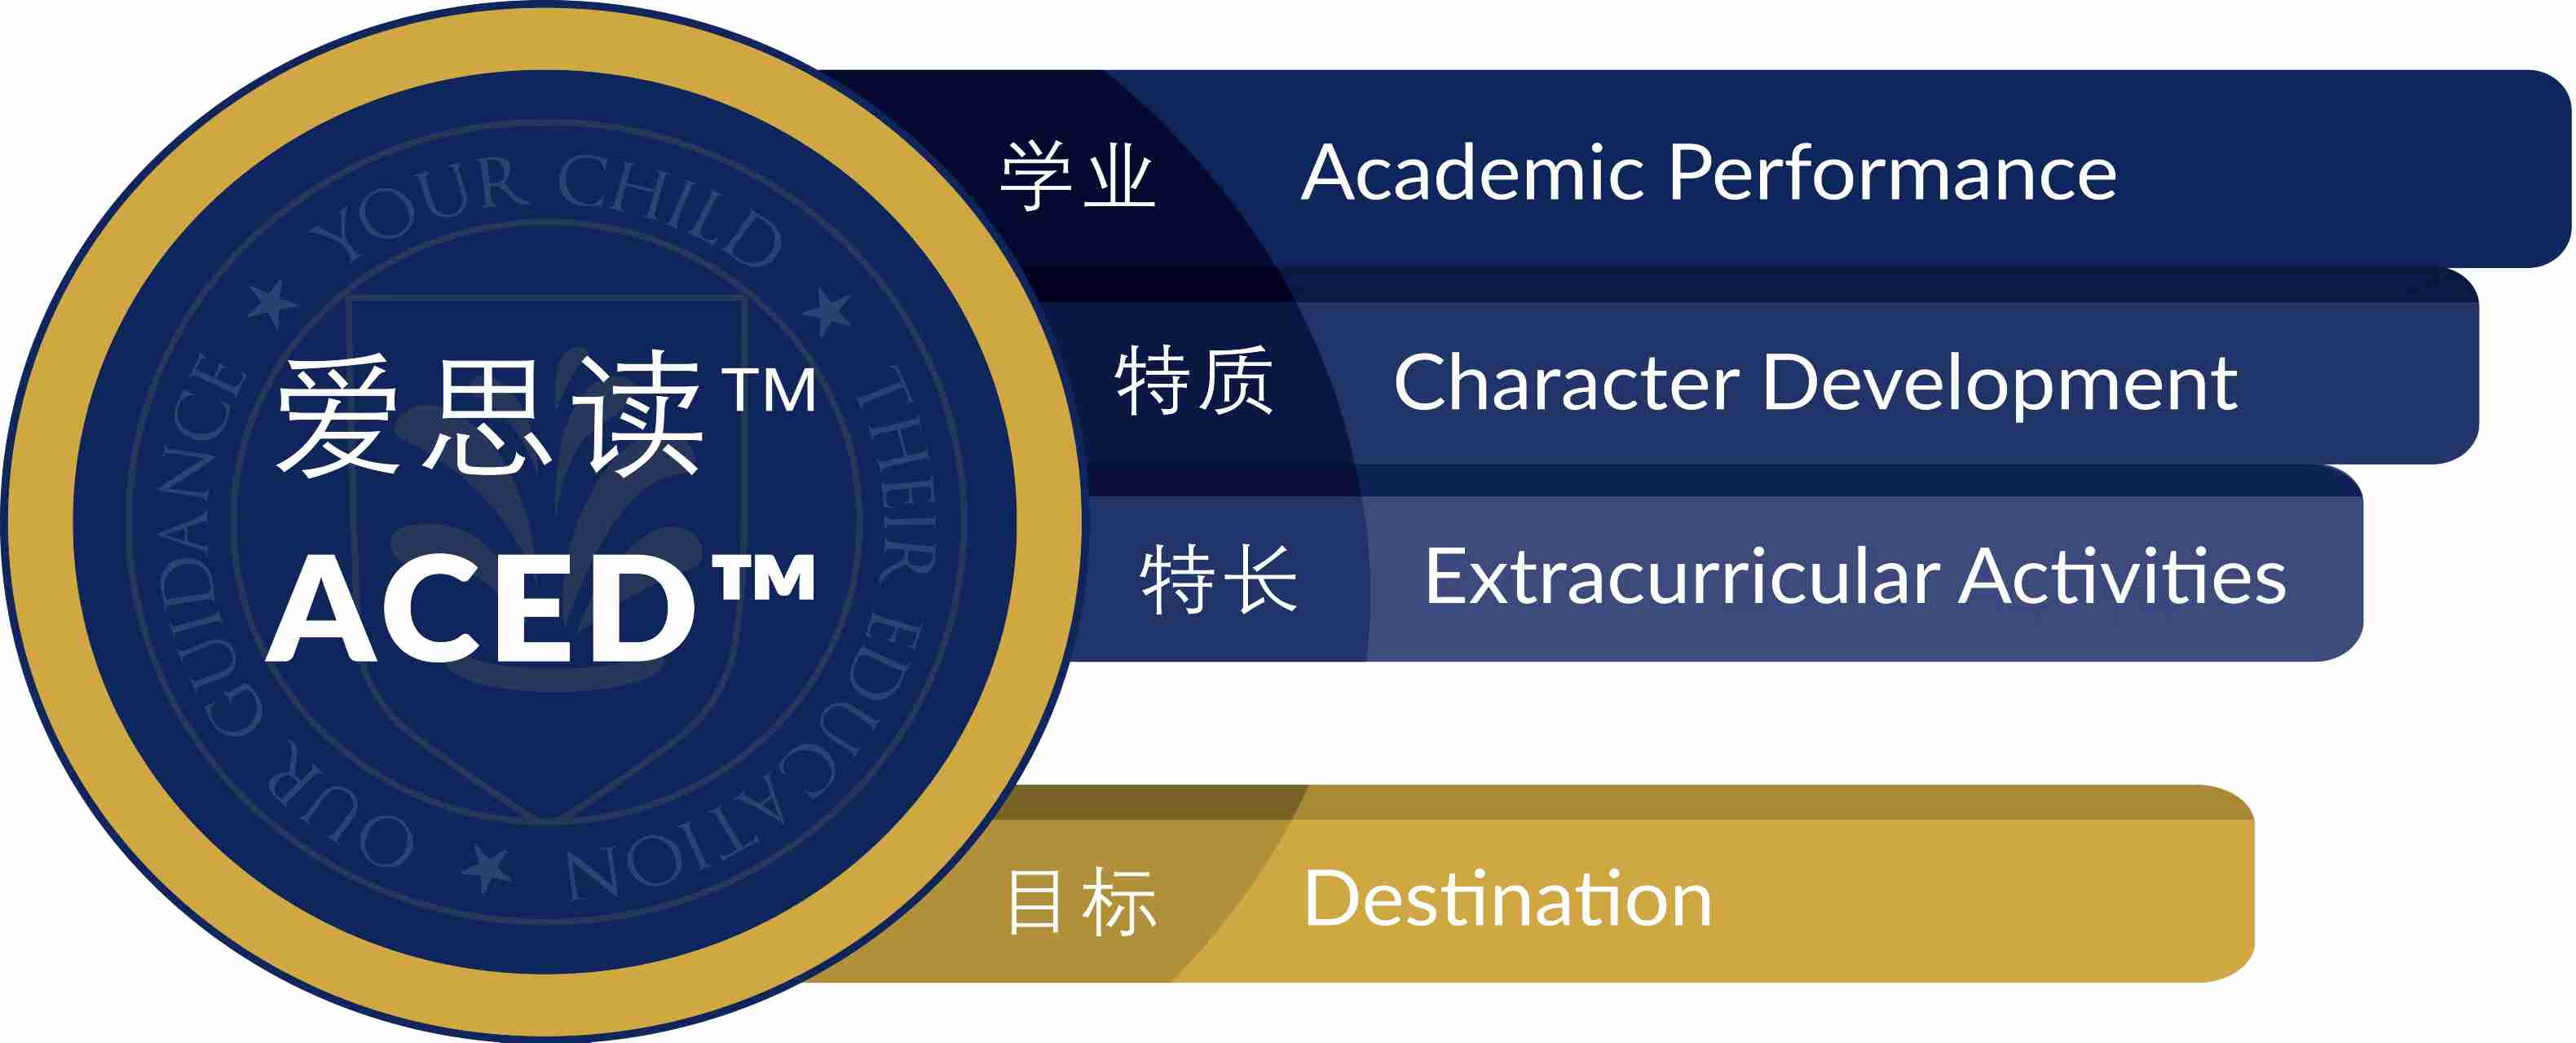 YOUR CHILD ★ THEIR EDUCATION ★ OUR GUIDANCE ★
爱思读™
ACED™
学业 Academic Performance
特质 Character Development
特长 Extracurricular Activities
目标 Destination